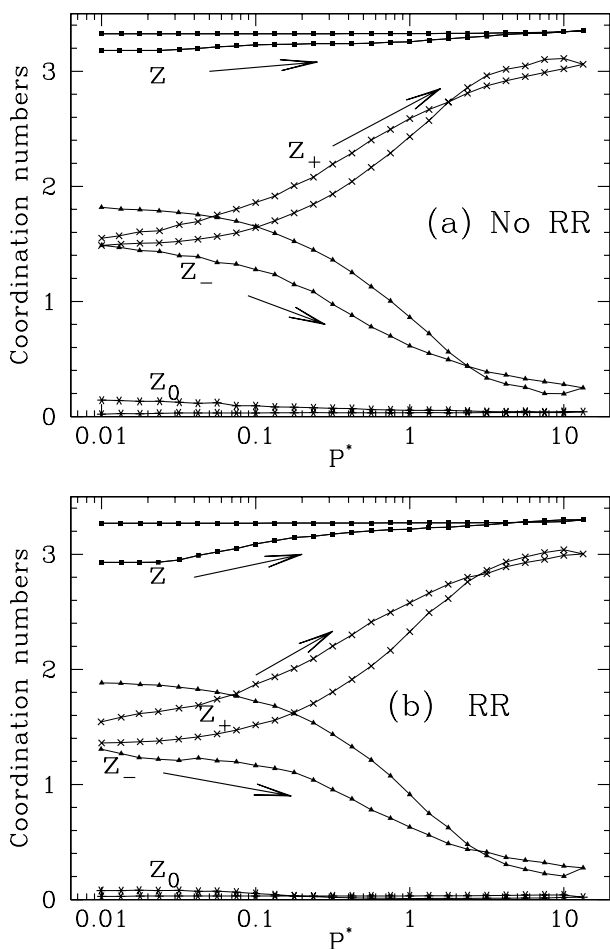 3
z
z₊
2
(a) No RR
z₋
1
z₀
0
0.01 0.1 1 10
P*
Coordination numbers
3
z
2
z₊
(b) RR
z₋
1
z₀
0
0.01 0.1 1 10
P*
Coordination numbers